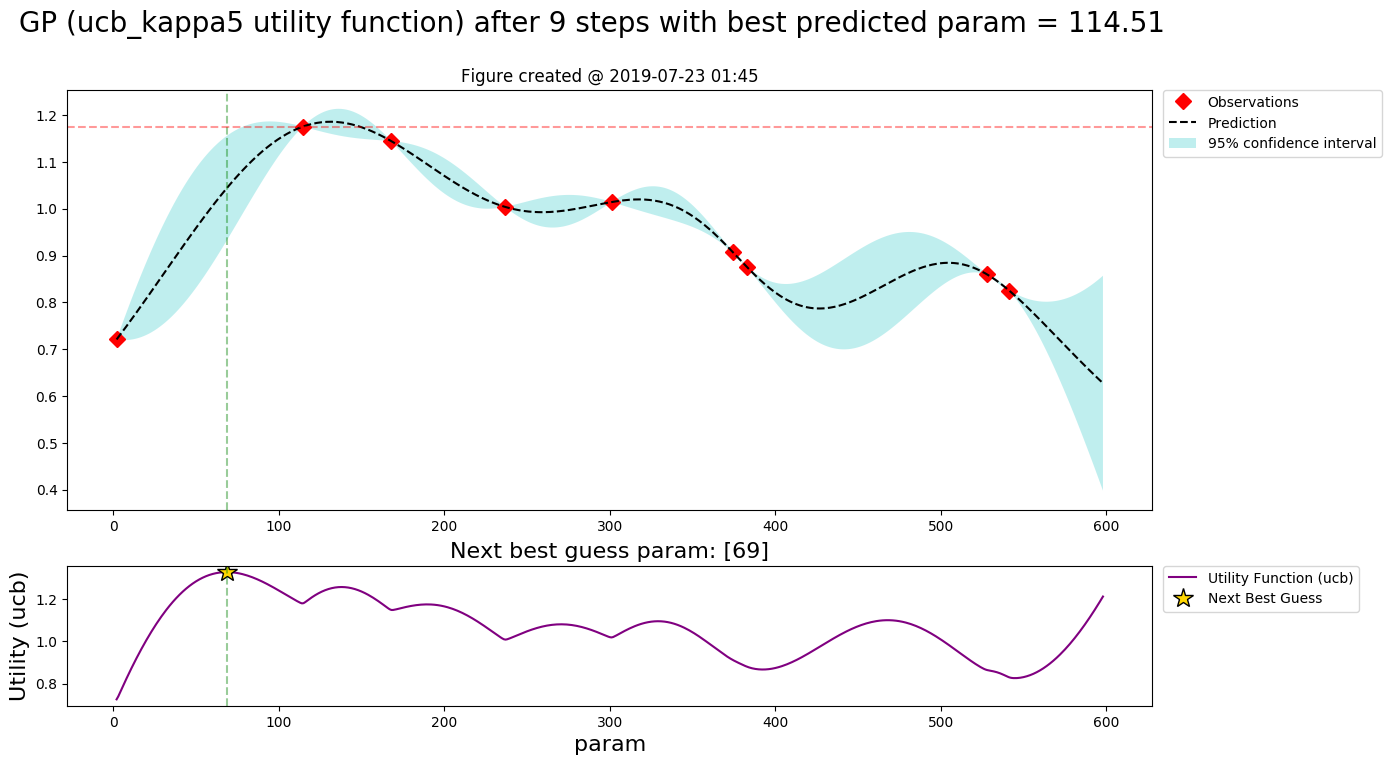 GP (ucb_kappa5 utility function) after 9 steps with best predicted param = 114.51
Figure created @ 2019-07-23 01:45
1.2
1.1
1.0
0.9
0.8
0.7
0.6
0.5
0.4
0 100 200 300 400 500 600
Observations
Prediction
95% confidence interval
Next best guess param: [69]
Utility (ucb)
1.2
1.0
0.8
0 100 200 300 400 500 600
param
Utility Function (ucb)
Next Best Guess